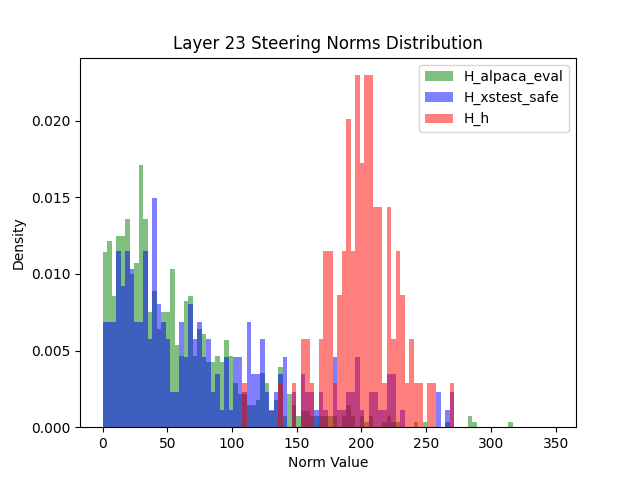 Layer 23 Steering Norms Distribution
H_alpaca_eval
H_xstest_safe
H_h
Density
0.020
0.015
0.010
0.005
0.000
0 50 100 150 200 250 300 350
Norm Value